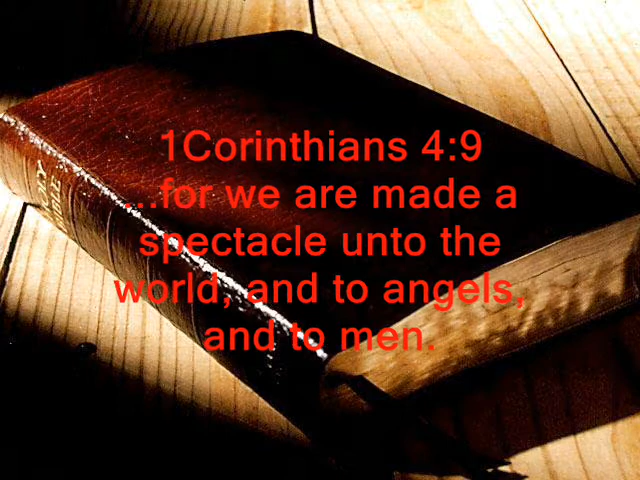 1Corinthians 4:9
...for we are made a
spectacle unto the
world, and to angels,
and to men.